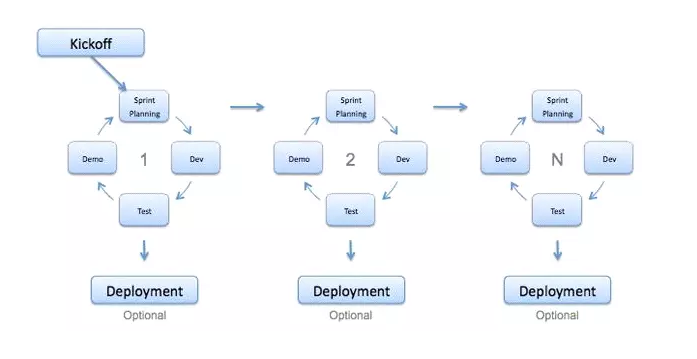 Kickoff
Sprint
Planning
Sprint
Planning
Sprint
Planning
Demo
1
Dev
Demo
2
Dev
Demo
N
Dev
Test
Test
Test
Deployment
Deployment
Deployment
Optional
Optional
Optional